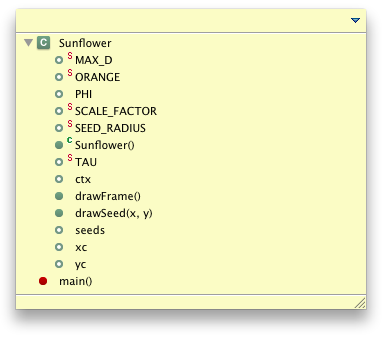 C Sunflower
S MAX_D
S ORANGE
PHI
S SCALE_FACTOR
S SEED_RADIUS
C Sunflower()
S TAU
ctx
drawFrame()
drawSeed(x, y)
seeds
xc
yc
main()